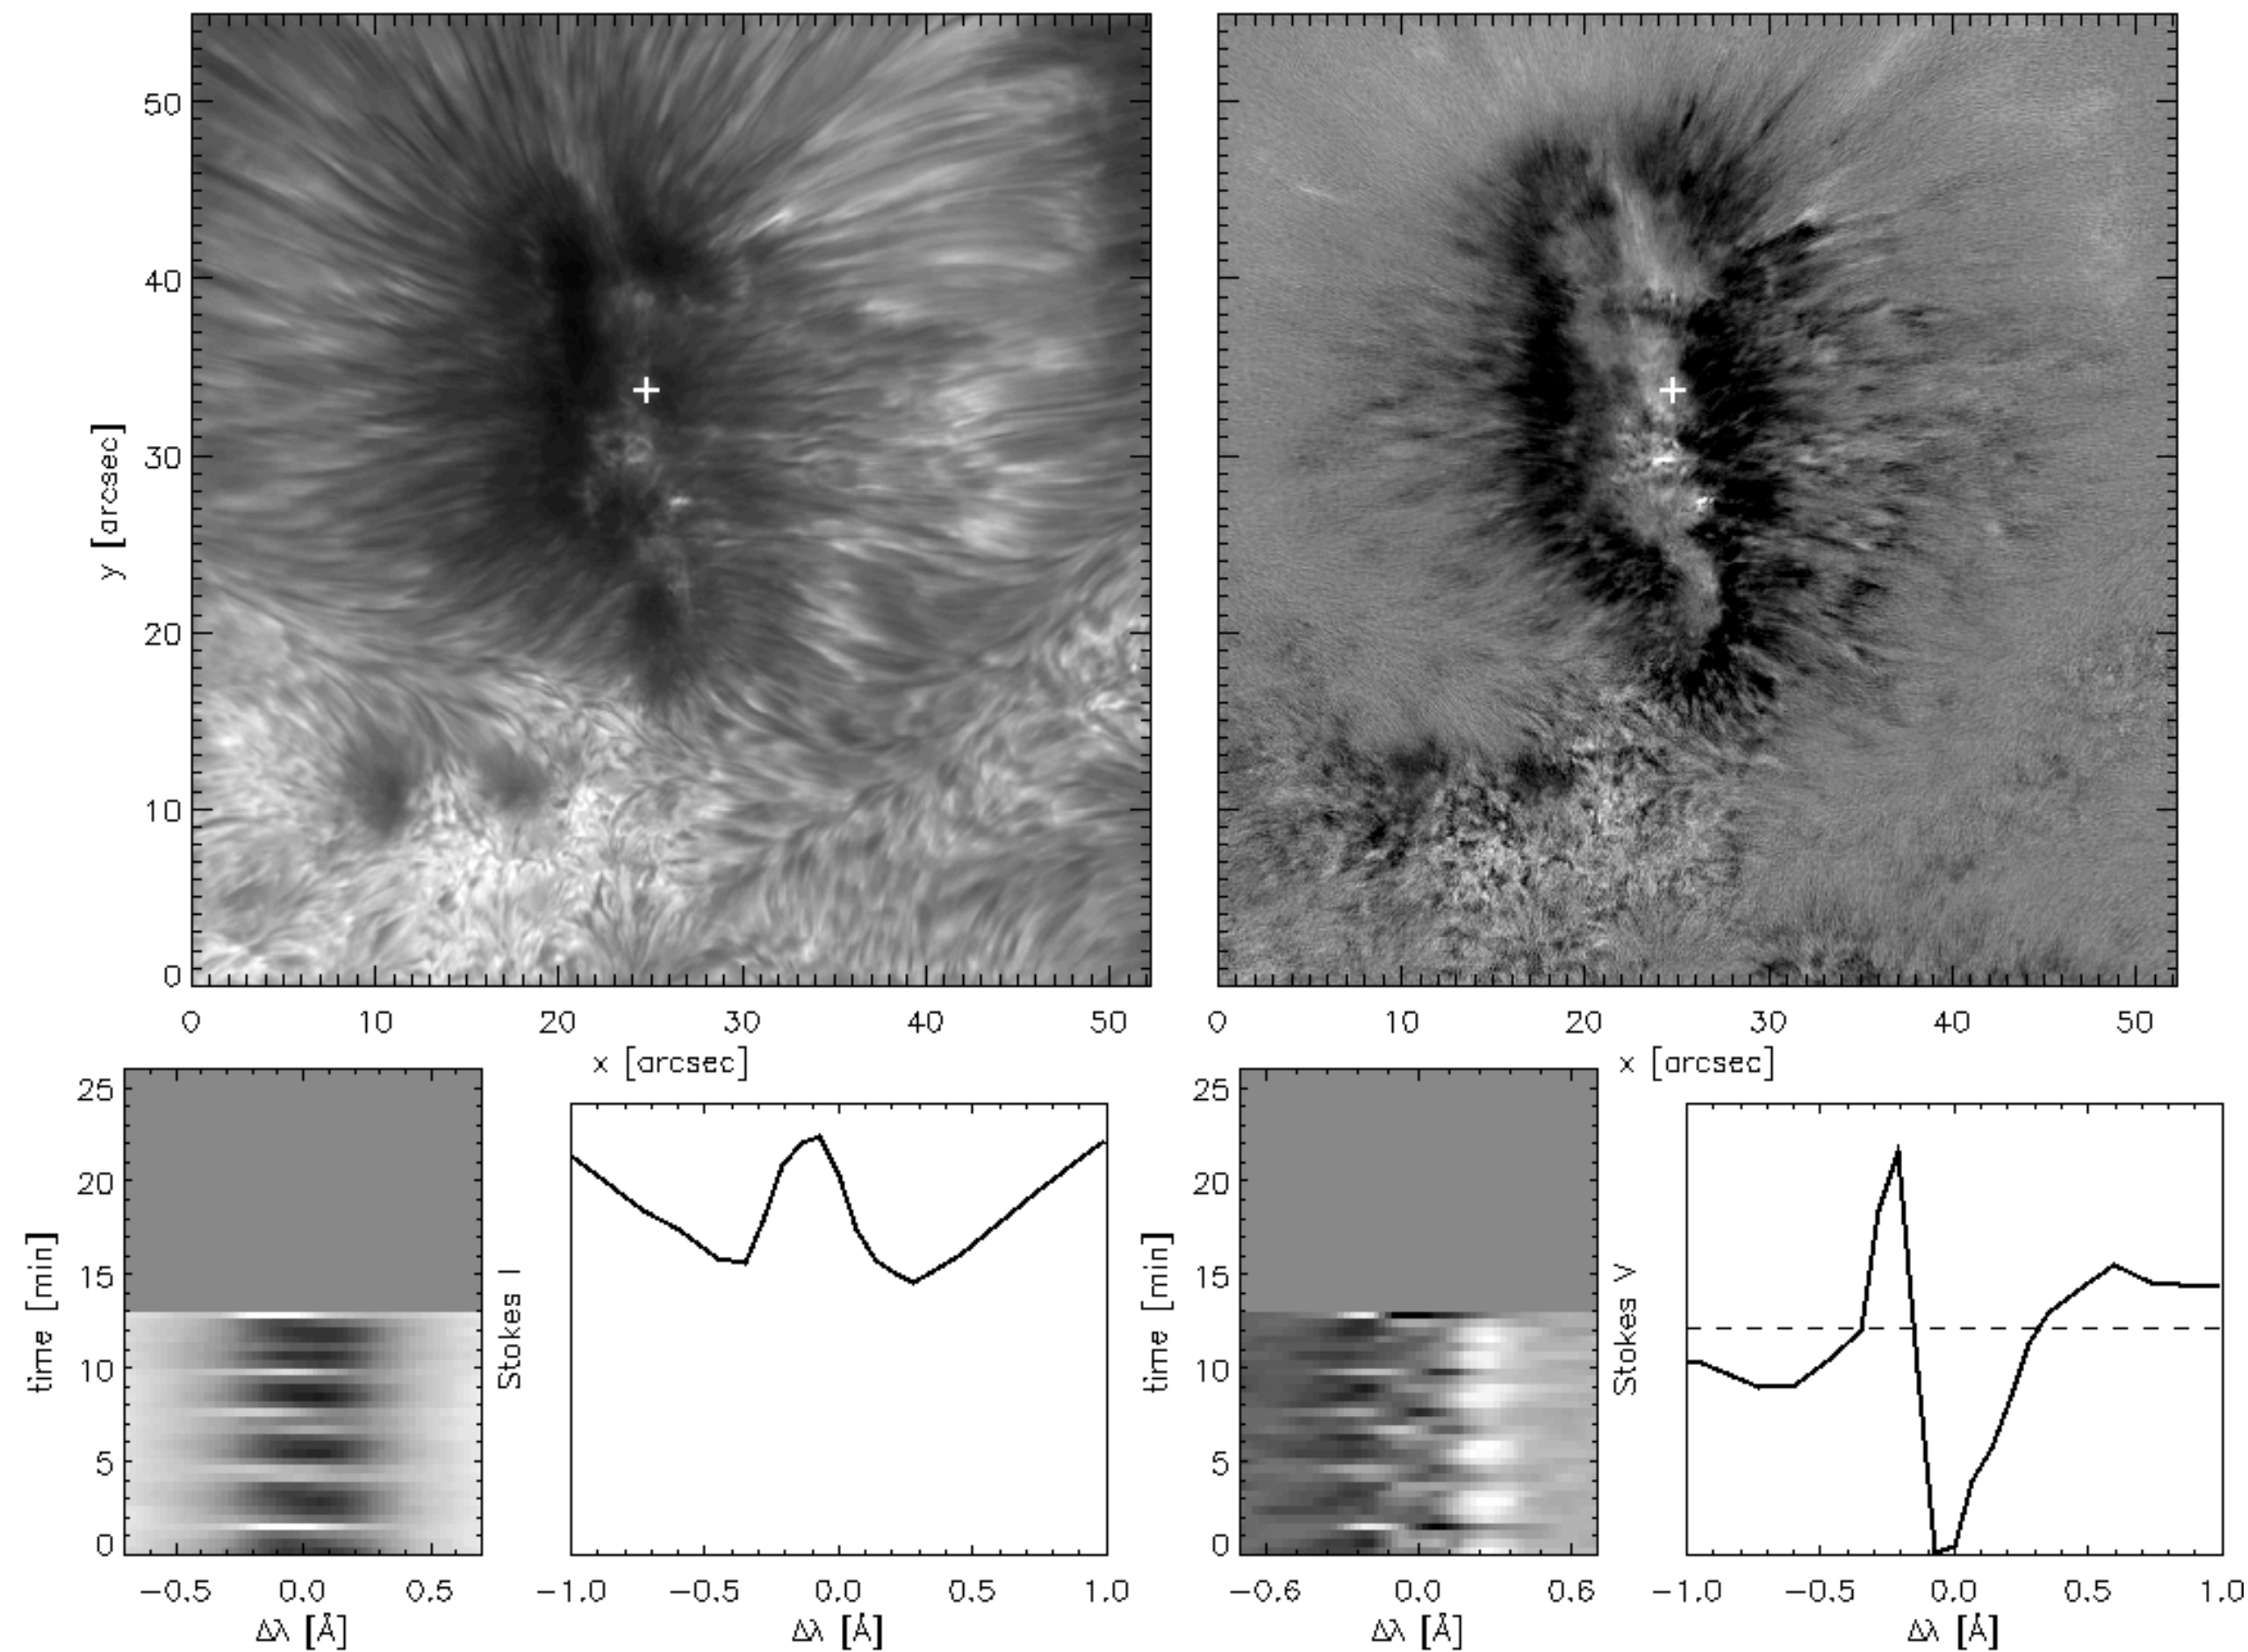 50
40
30
20
10
0
y [arcsec]
0 10 20 30 40 50
x [arcsec]
0 10 20 30 40 50
x [arcsec]
25
20
15
10
5
0
time [min]
−0.5 0.0 0.5
Δλ [Å]
Stokes I
−1.0 −0.5 0.0 0.5 1.0
Δλ [Å]
25
20
15
10
5
0
time [min]
−0.6 0.0 0.6
Δλ [Å]
Stokes V
−1.0 −0.5 0.0 0.5 1.0
Δλ [Å]